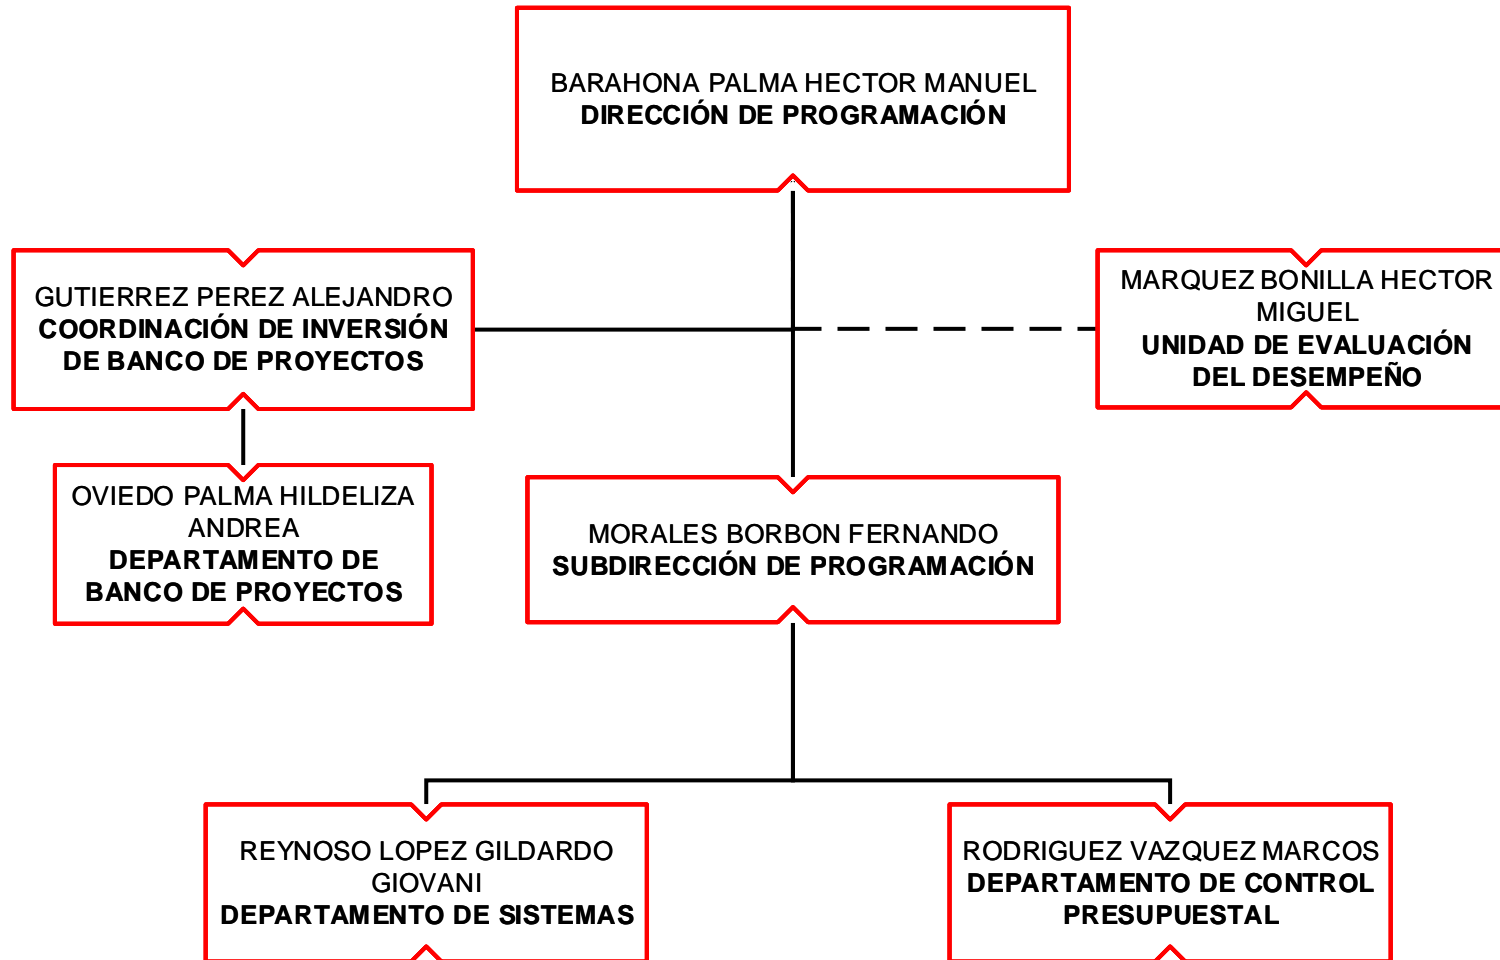 BARAHONA PALMA HECTOR MANUEL
DIRECCIÓN DE PROGRAMACIÓN
GUTIERREZ PEREZ ALEJANDRO
COORDINACIÓN DE INVERSIÓN
DE BANCO DE PROYECTOS
MARQUEZ BONILLA HECTOR
MIGUEL
UNIDAD DE EVALUACIÓN
DEL DESEMPEÑO
OVIEDO PALMA HILDELIZA
ANDREA
DEPARTAMENTO DE
BANCO DE PROYECTOS
MORALES BORBON FERNANDO
SUBDIRECCIÓN DE PROGRAMACIÓN
REYNOSO LOPEZ GILDARDO
GIOVANI
DEPARTAMENTO DE SISTEMAS
RODRIGUEZ VAZQUEZ MARCOS
DEPARTAMENTO DE CONTROL
PRESUPUESTAL